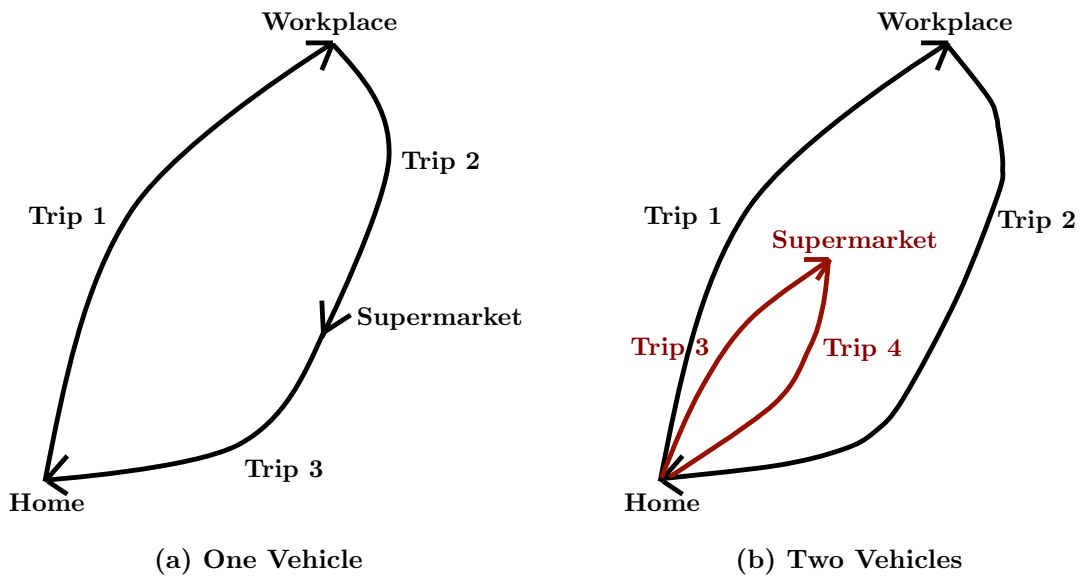 Workplace
Trip 2
Trip 1
Supermarket
Trip 3
Home
(a) One Vehicle
Workplace
Trip 1
Trip 2
Supermarket
Trip 3
Trip 4
Home
(b) Two Vehicles